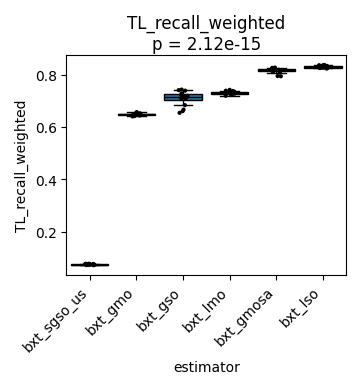 TL_recall_weighted
p = 2.12e-15
TL_recall_weighted
0.8
0.6
0.4
0.2
bxt_sgso_us
bxt_gmo
bxt_gso
bxt_lmo
bxt_gmosa
bxt_lso
estimator